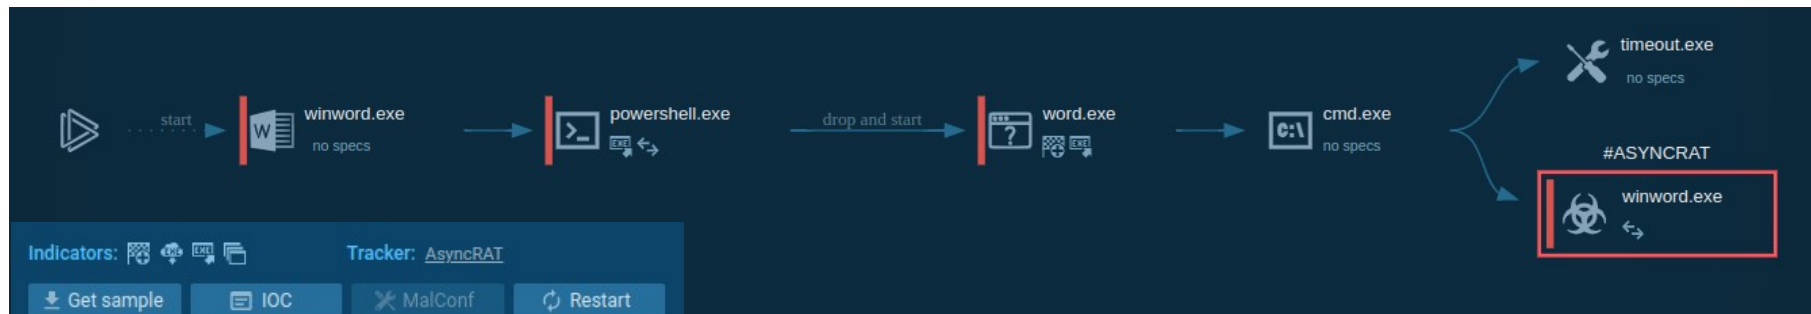 start
winword.exe
no specs
powershell.exe
drop and start
word.exe
cmd.exe
no specs
timeout.exe
no specs
#ASYNCRAT
winword.exe
Indicators:
Tracker: AsyncRAT
Get sample
IOC
MalConf
Restart